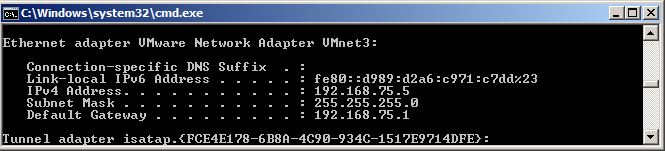 C:\Windows\system32\cmd.exe
Ethernet adapter VMware Network Adapter VMnet3:
Connection-specific DNS Suffix  . :
Link-local IPv6 Address . . . . . : fe80::d989:d2a6:c971:c7dd%23
IPv4 Address. . . . . . . . . . . : 192.168.75.5
Subnet Mask . . . . . . . . . . . : 255.255.255.0
Default Gateway . . . . . . . . . : 192.168.75.1
Tunnel adapter isatap.{FCE4E178-6B8A-4C90-934C-1517E9714DFE}: